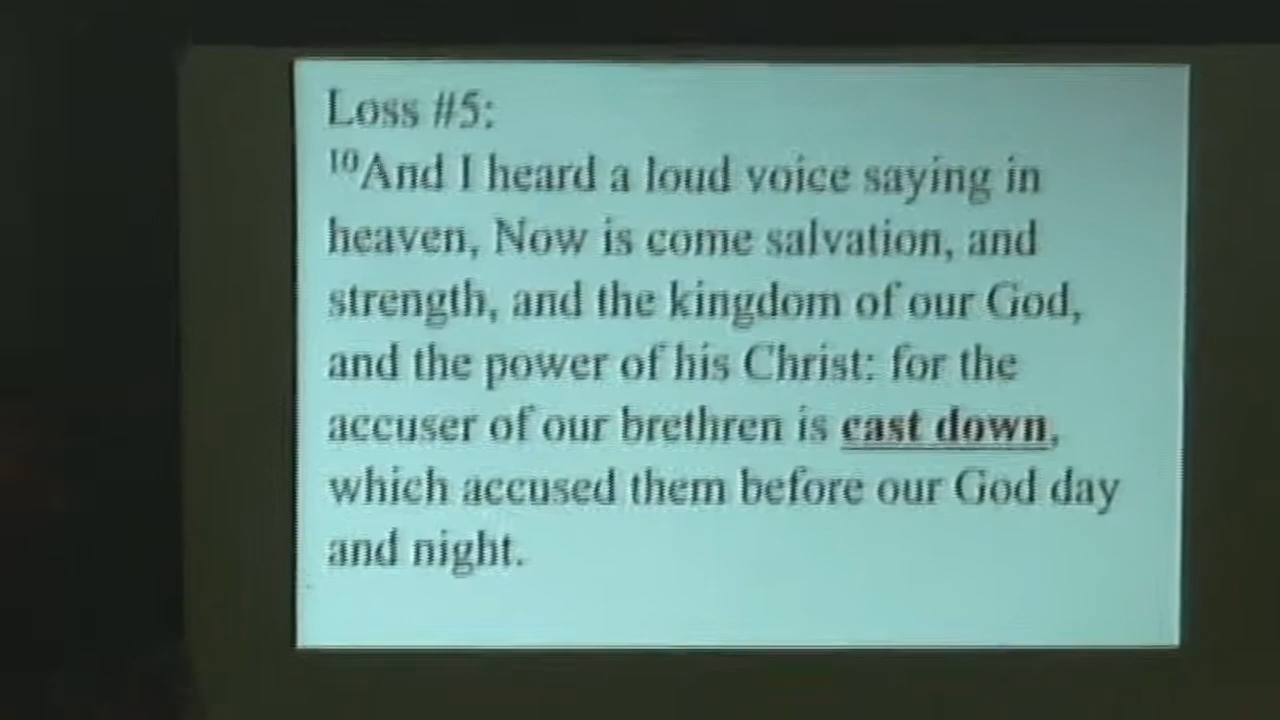 Loss #5:
10And I heard a loud voice saying in
heaven, Now is come salvation, and
strength, and the kingdom of our God,
and the power of his Christ: for the
accuser of our brethren is cast down,
which accused them before our God day
and night.